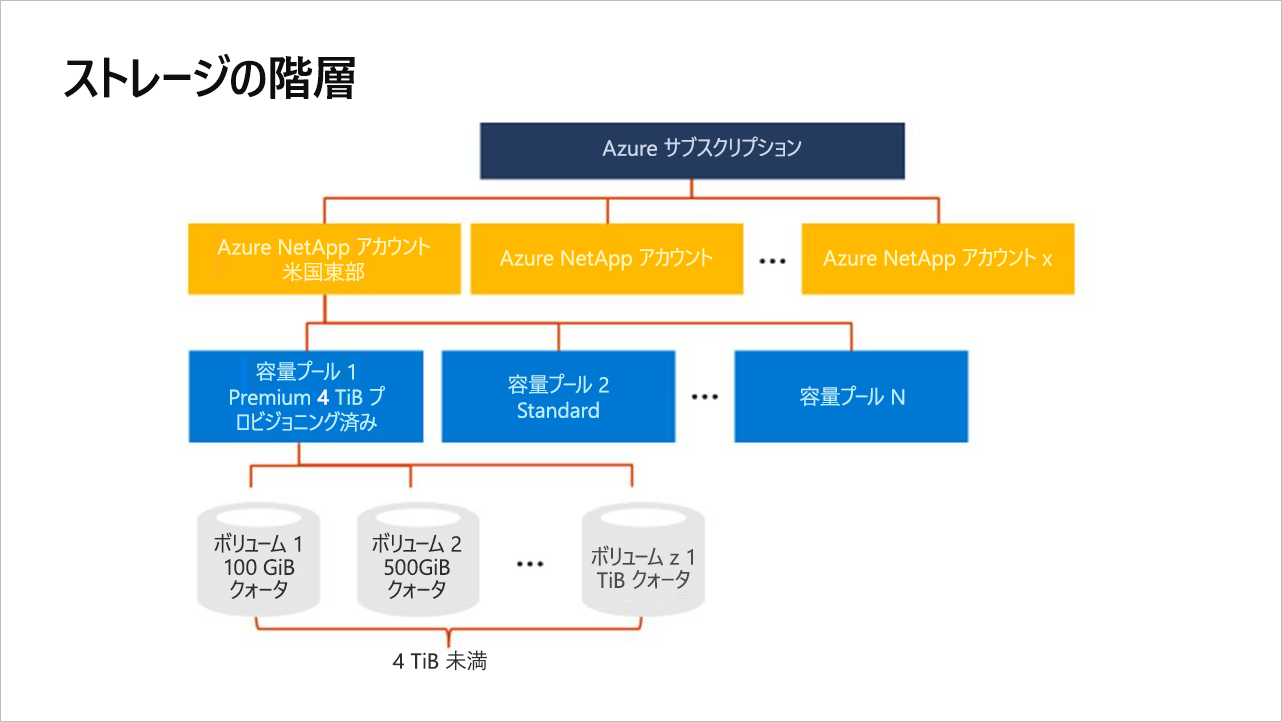 ストレージの階層
Azure サブスクリプション
Azure NetApp アカウント
米国東部
Azure NetApp アカウント
•••
Azure NetApp アカウント x
容量プール 1
Premium 4 TiB プ
ロビジョニング済み
容量プール 2
Standard
•••
容量プール N
ボリューム 1
100 GiB
クォータ
ボリューム 2
500GiB
クォータ
•••
ボリューム z 1
TiB クォータ
4 TiB 未満